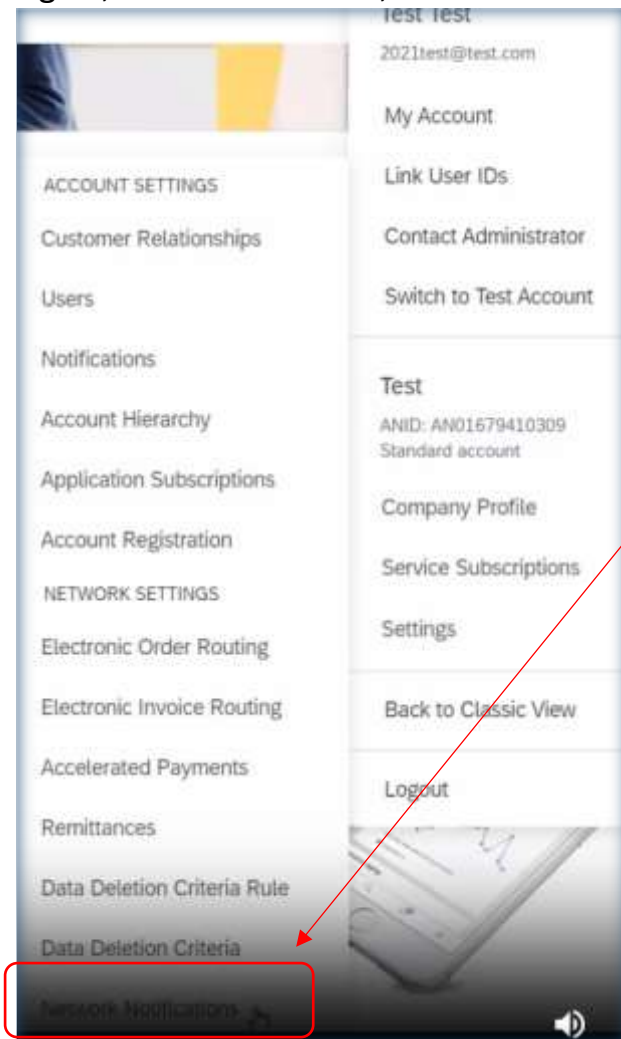 Test Test
2021test@test.com
My Account
Link User IDs
Contact Administrator
Switch to Test Account
Test
ANID: AN01679410309
Standard account
Company Profile
Service Subscriptions
Settings
Back to Classic View
Logout
ACCOUNT SETTINGS
Customer Relationships
Users
Notifications
Account Hierarchy
Application Subscriptions
Account Registration
NETWORK SETTINGS
Electronic Order Routing
Electronic Invoice Routing
Accelerated Payments
Remittances
Data Deletion Criteria Rule
Data Deletion Criteria
Network Notifications